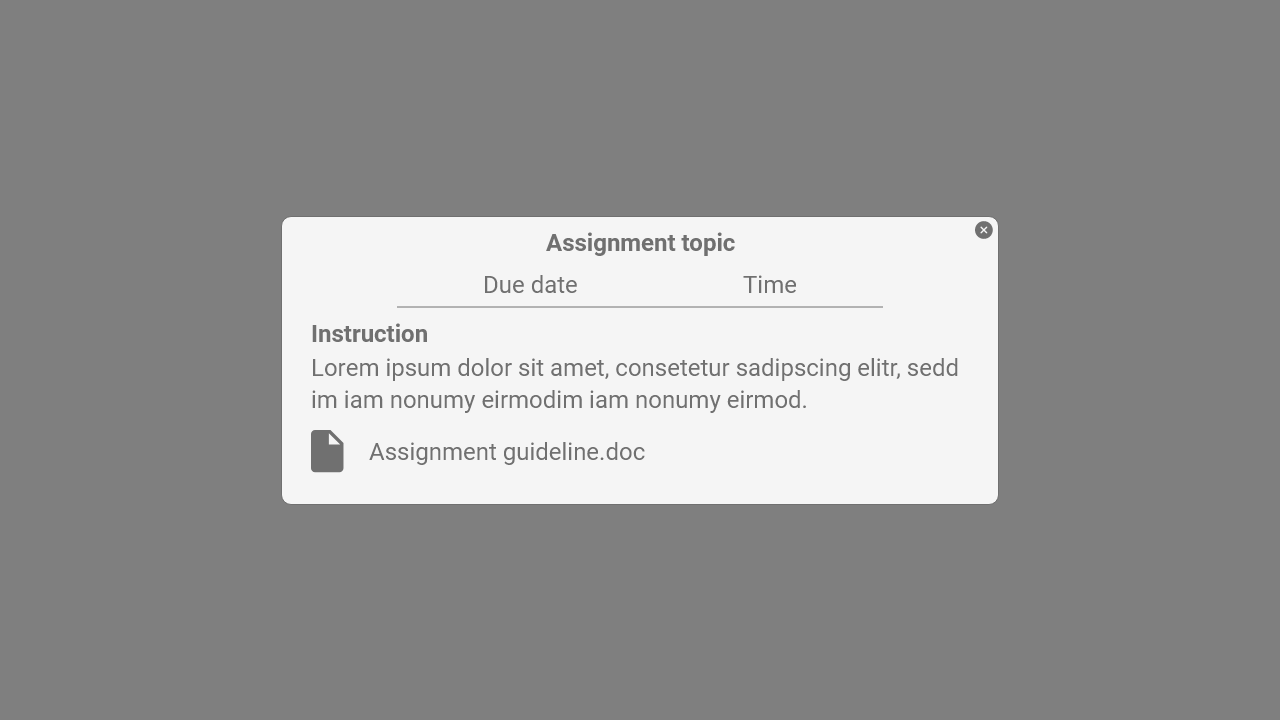 Assignment topic
Due date Time
Instruction
Lorem ipsum dolor sit amet, consetetur sadipscing elitr, sedd
im iam nonumy eirmodim iam nonumy eirmod.
Assignment guideline.doc